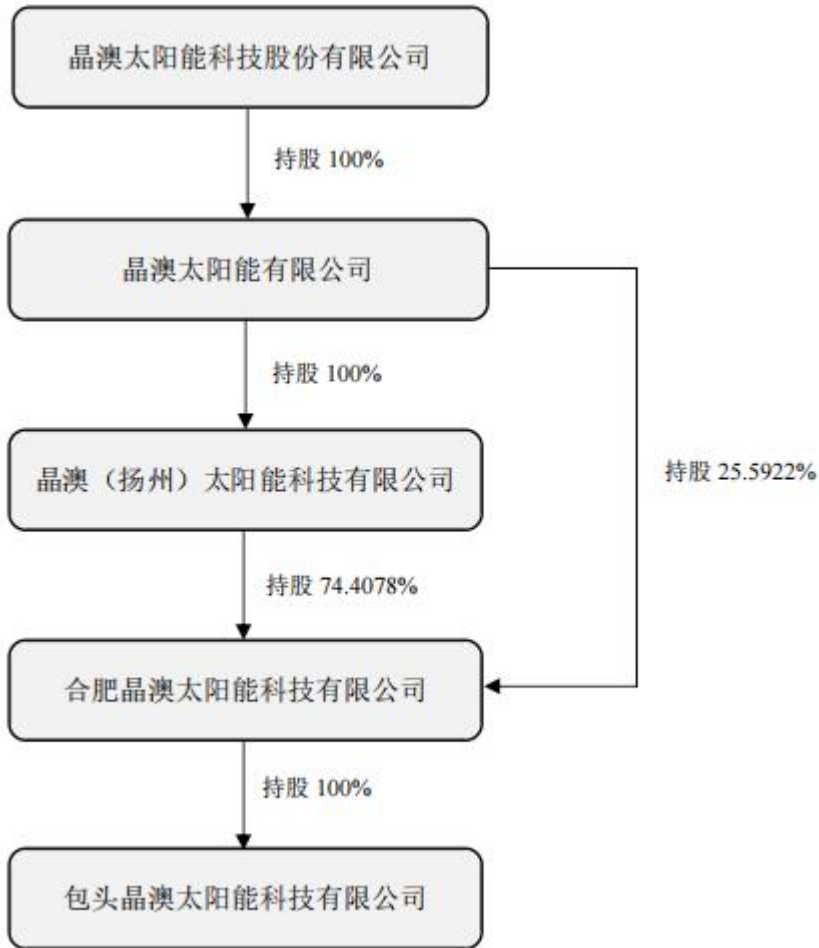 晶澳太阳能科技股份有限公司
持股 100%
晶澳太阳能有限公司
持股 100%
晶澳（扬州）太阳能科技有限公司
持股 25.5922%
持股 74.4078%
合肥晶澳太阳能科技有限公司
持股 100%
包头晶澳太阳能科技有限公司